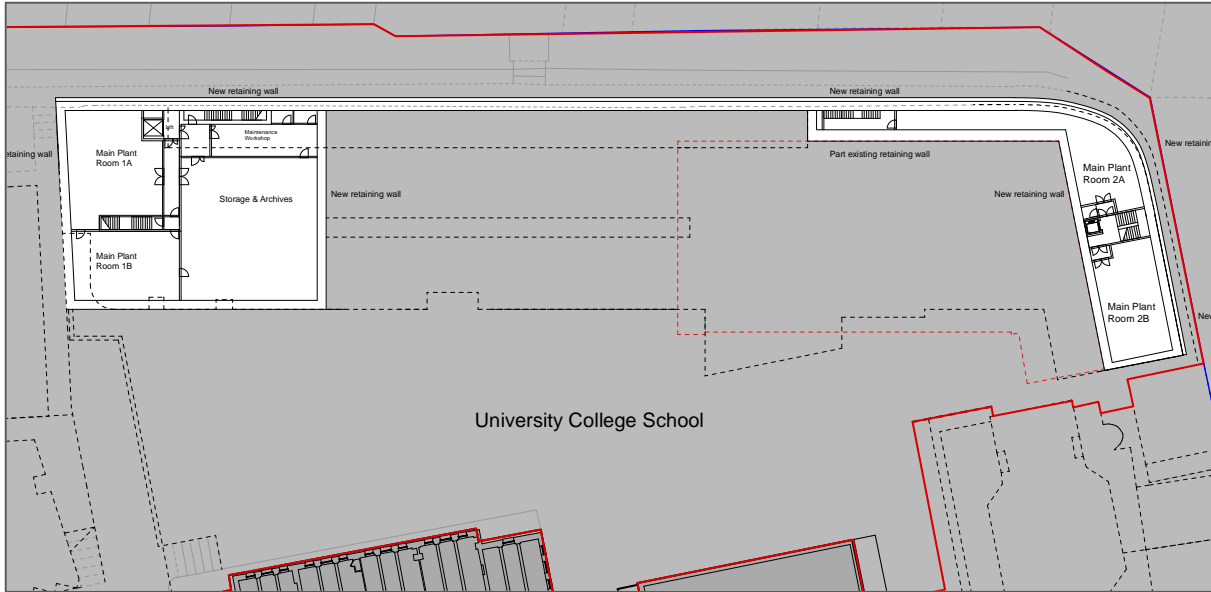 New retaining wall
New retaining wall
Lift
Maintenance
Workshop
Main Plant
Room 1A
etaining wall
Part existing retaining wall
New retainin
Main Plant
Room 2A
Storage & Archives
New retaining wall
New retaining wall
Main Plant
Room 1B
Main Plant
Room 2B
New
University College School